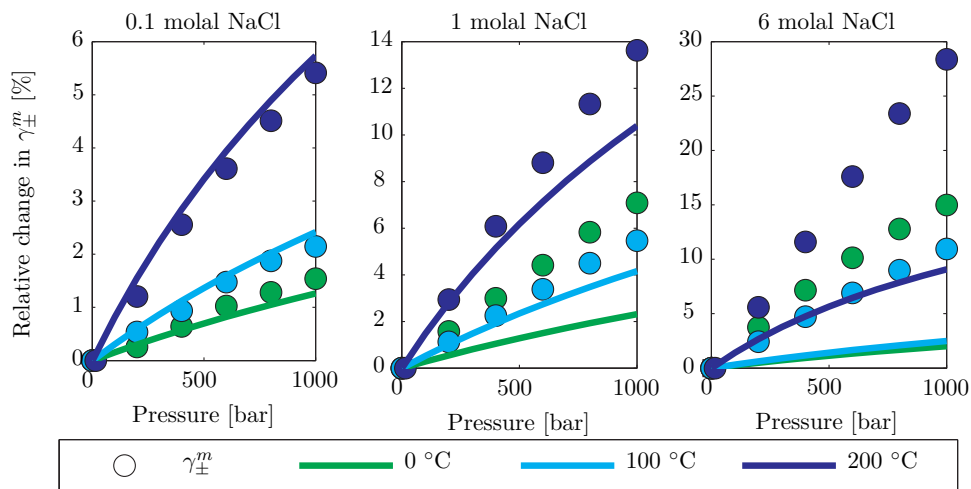 0.1 molal NaCl
1 molal NaCl
6 molal NaCl
Relative change in γ±^m [%]
6
5
4
3
2
1
0
0 500 1000
Pressure [bar]
14
12
10
8
6
4
2
0
0 500 1000
Pressure [bar]
30
25
20
15
10
5
0
0 500 1000
Pressure [bar]
γ±^m 0 °C 100 °C 200 °C